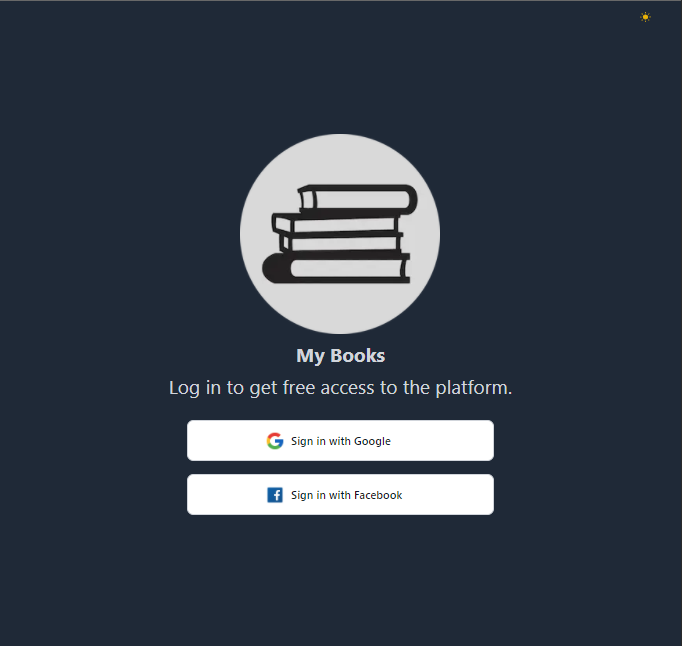 My Books
Log in to get free access to the platform.
Sign in with Google
Sign in with Facebook